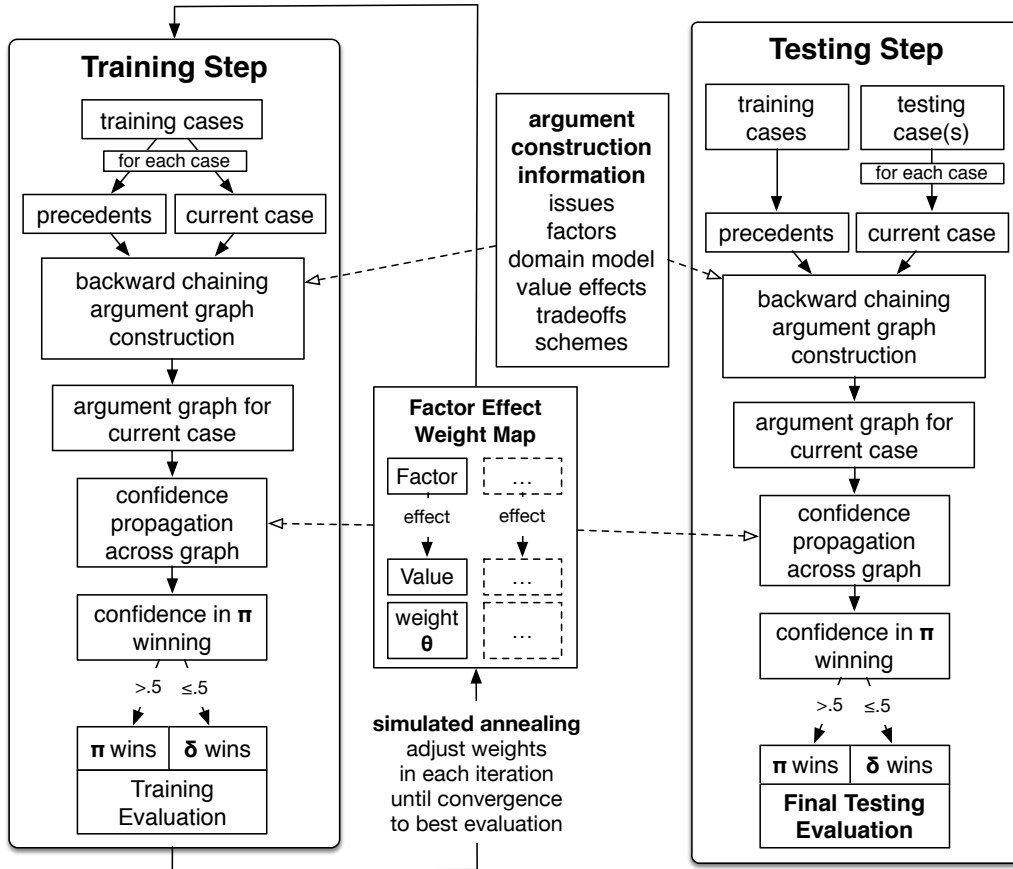 Training Step
training cases
for each case
precedents
current case
backward chaining
argument graph
construction
argument graph for
current case
confidence
propagation
across graph
confidence in π
winning
>.5
≤.5
π wins
δ wins
Training
Evaluation
argument
construction
information
issues
factors
domain model
value effects
tradeoffs
schemes
Factor Effect
Weight Map
Factor
...
effect
effect
Value
...
weight
θ
...
simulated annealing
adjust weights
in each iteration
until convergence
to best evaluation
Testing Step
training
cases
testing
case(s)
for each case
precedents
current case
backward chaining
argument graph
construction
argument graph for
current case
confidence
propagation
across graph
confidence in π
winning
>.5
≤.5
π wins
δ wins
Final Testing
Evaluation